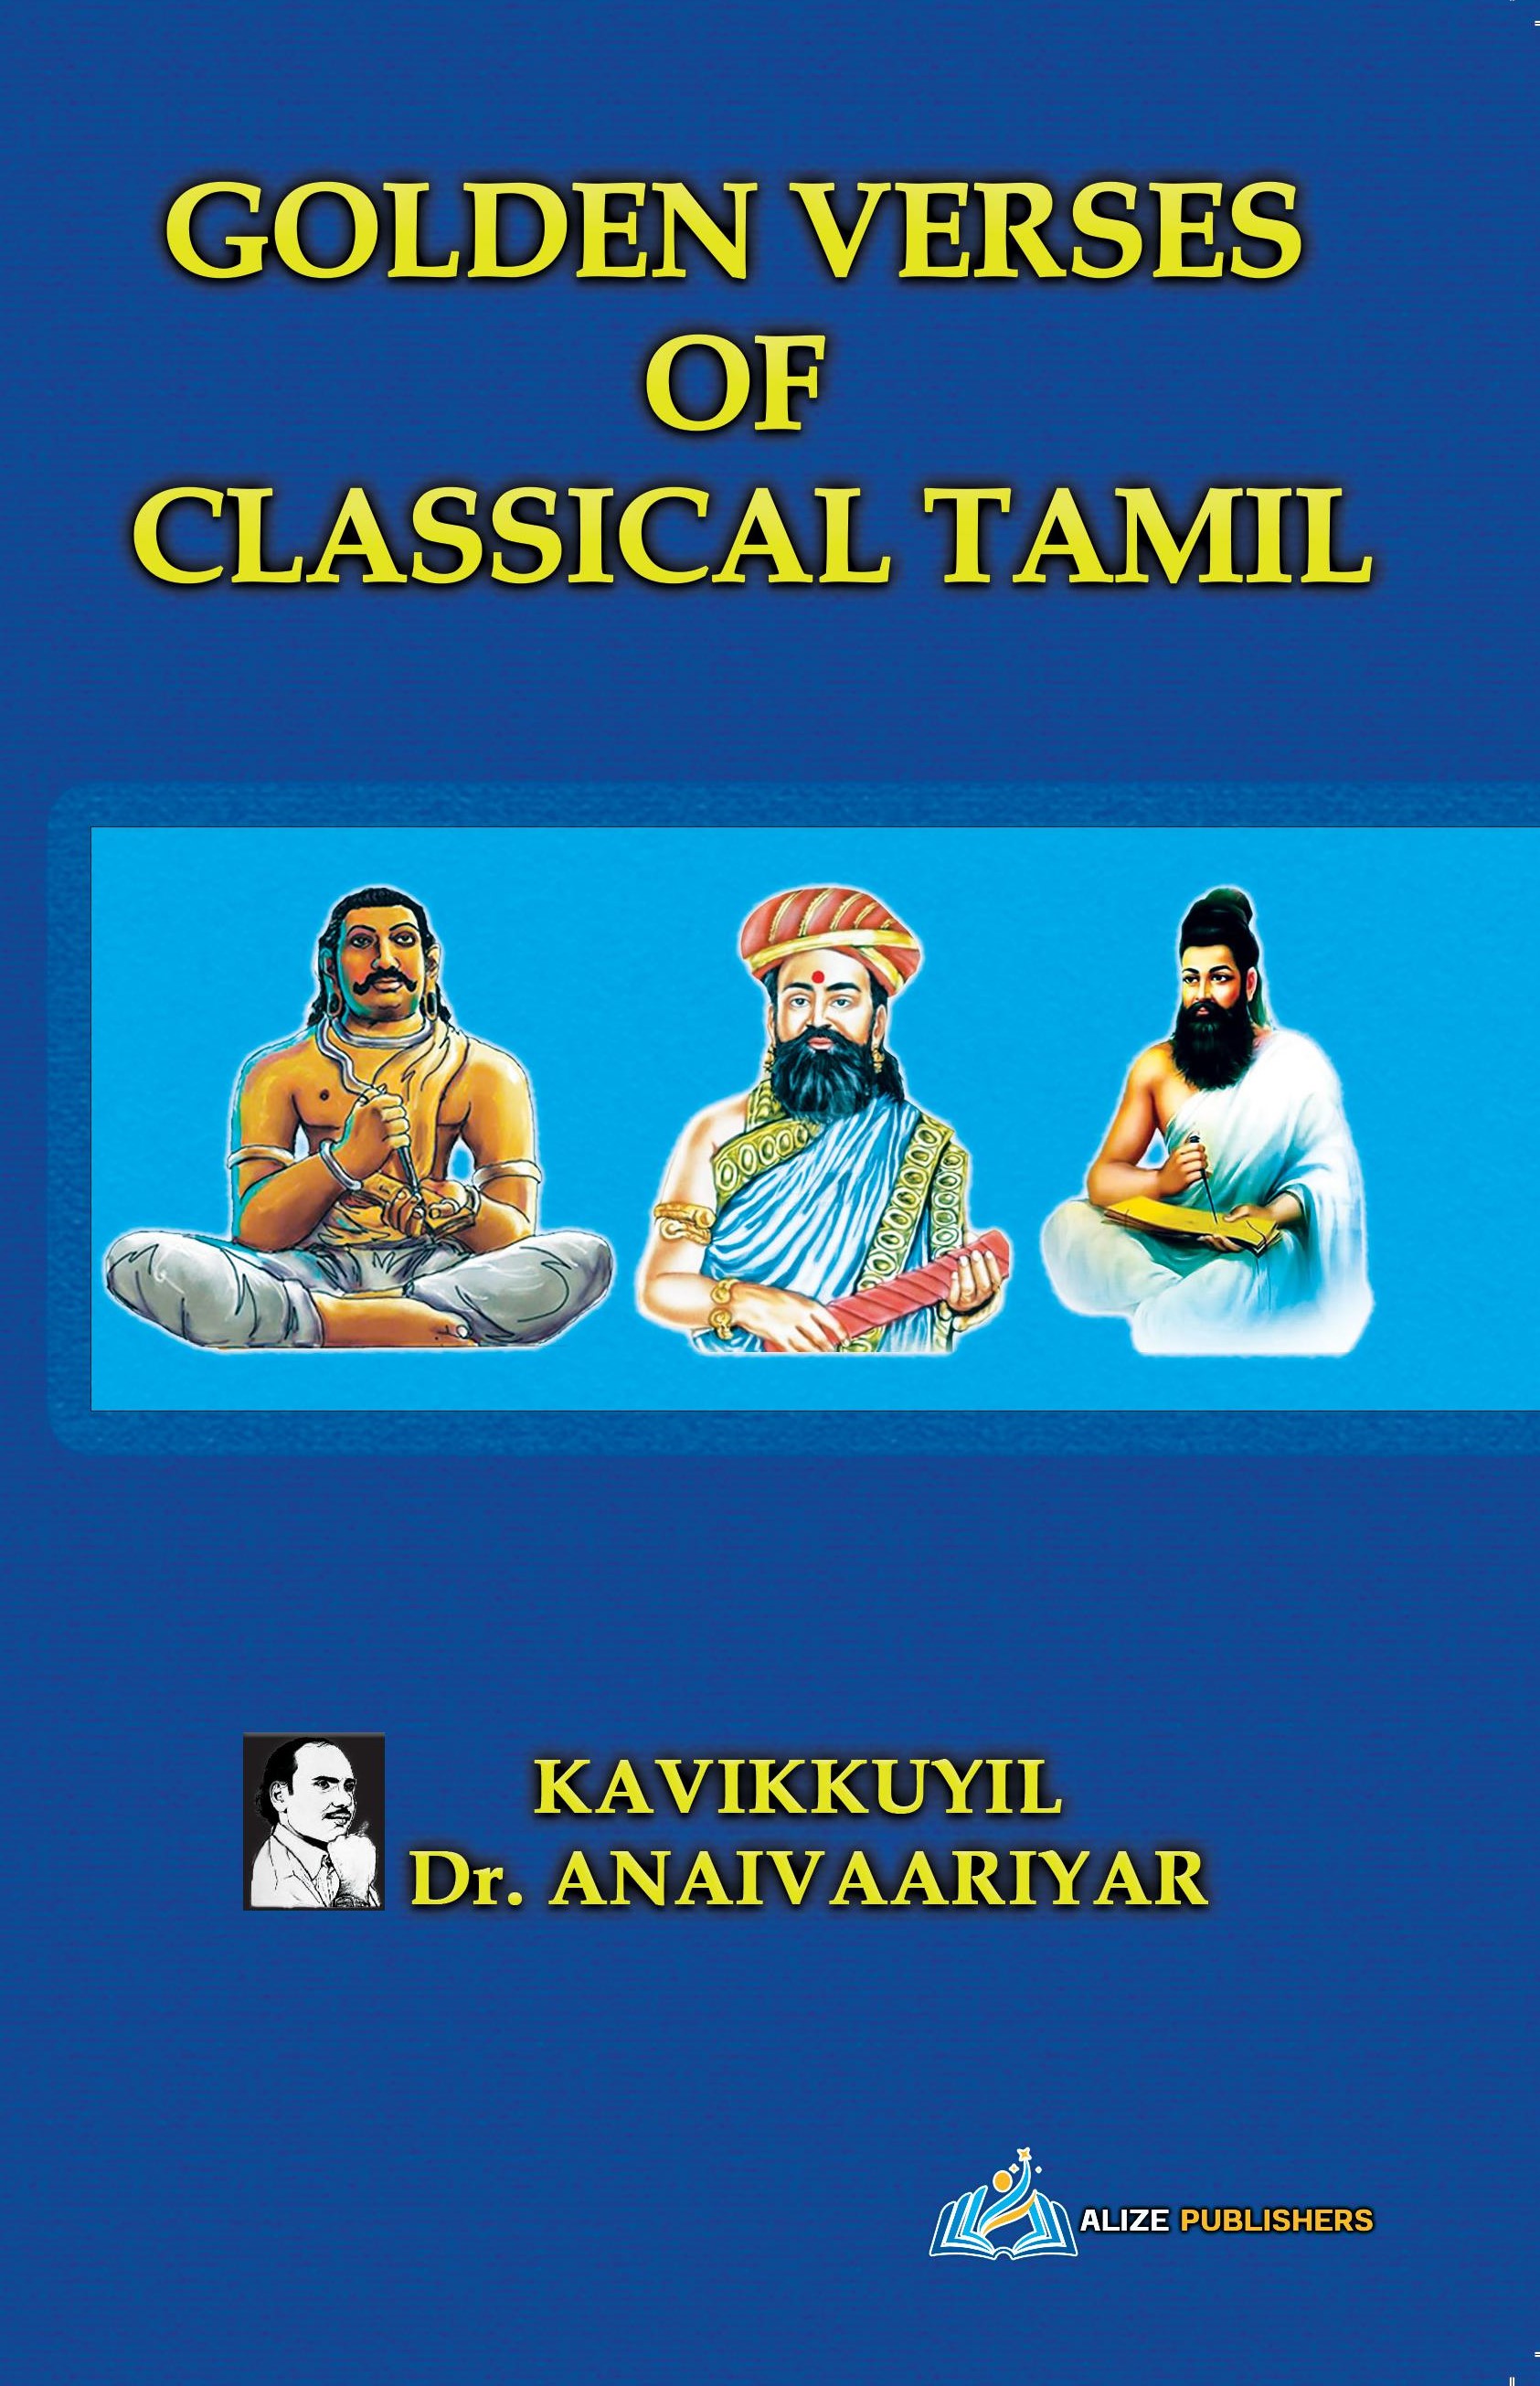 GOLDEN VERSES
OF
CLASSICAL TAMIL
KAVIKKUYIL
Dr. ANAIVAARIYAR
ALIZE PUBLISHERS